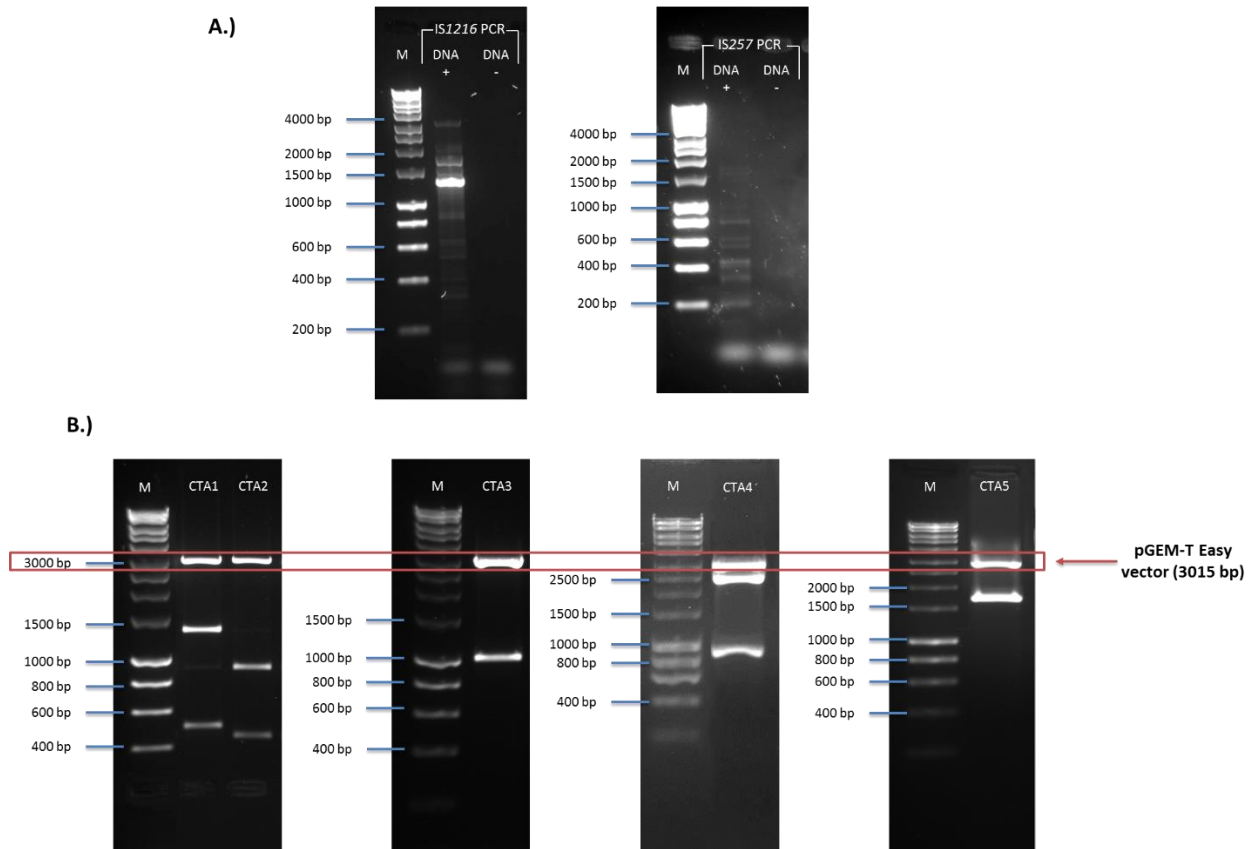 A.)
IS1216 PCR
M
DNA
+
DNA
-
4000 bp
2000 bp
1500 bp
1000 bp
600 bp
400 bp
200 bp
IS257 PCR
M
DNA
+
DNA
-
4000 bp
2000 bp
1500 bp
1000 bp
600 bp
400 bp
200 bp
B.)
M
CTA1
CTA2
3000 bp
1500 bp
1000 bp
800 bp
600 bp
400 bp
M
CTA3
1500 bp
1000 bp
800 bp
600 bp
400 bp
M
CTA4
2500 bp
1500 bp
1000 bp
800 bp
400 bp
M
CTA5
2000 bp
1500 bp
1000 bp
800 bp
600 bp
400 bp
pGEM-T Easy
vector (3015 bp)